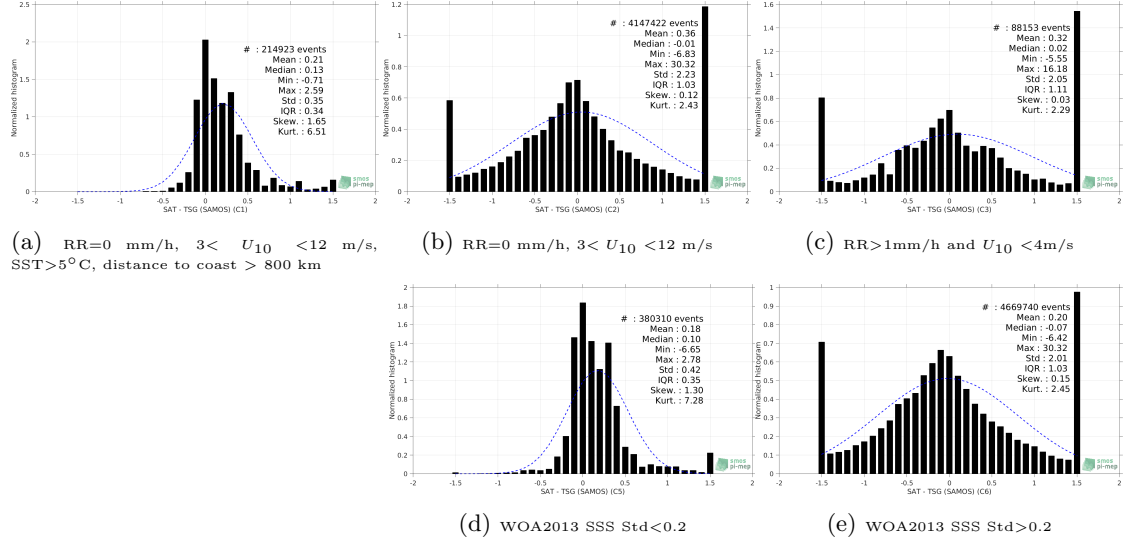 2.5
2
1.5
1
0.5
0
Normalized histogram
-2 -1.5 -1 -0.5 0 0.5 1 1.5 2
SAT - TSG (SAMOS) (C1)
# : 214923 events
Mean : 0.21
Median : 0.13
Min : -0.71
Max : 2.59
Std : 0.35
IQR : 0.34
Skew. : 1.65
Kurt. : 6.51
smos
pi-mep
(a) RR=0 mm/h, 3< U10 <12 m/s,
SST>5°C, distance to coast > 800 km
1.2
1
0.8
0.6
0.4
0.2
0
Normalized histogram
-2 -1.5 -1 -0.5 0 0.5 1 1.5 2
SAT - TSG (SAMOS) (C2)
# : 4147422 events
Mean : 0.36
Median : -0.01
Min : -6.83
Max : 30.32
Std : 2.23
IQR : 1.03
Skew. : 0.12
Kurt. : 2.43
smos
pi-mep
(b) RR=0 mm/h, 3< U10 <12 m/s
1.6
1.4
1.2
1
0.8
0.6
0.4
0.2
0
Normalized histogram
-2 -1.5 -1 -0.5 0 0.5 1 1.5 2
SAT - TSG (SAMOS) (C3)
# : 88153 events
Mean : 0.32
Median : 0.02
Min : -5.55
Max : 16.18
Std : 2.05
IQR : 1.11
Skew. : 0.03
Kurt. : 2.29
smos
pi-mep
(c) RR>1mm/h and U10 <4m/s
2
1.8
1.6
1.4
1.2
1
0.8
0.6
0.4
0.2
0
Normalized histogram
-2 -1.5 -1 -0.5 0 0.5 1 1.5 2
SAT - TSG (SAMOS) (C5)
# : 380310 events
Mean : 0.18
Median : 0.10
Min : -6.65
Max : 2.78
Std : 0.42
IQR : 0.35
Skew. : 1.30
Kurt. : 7.28
smos
pi-mep
(d) WOA2013 SSS Std<0.2
1
0.9
0.8
0.7
0.6
0.5
0.4
0.3
0.2
0.1
0
Normalized histogram
-2 -1.5 -1 -0.5 0 0.5 1 1.5 2
SAT - TSG (SAMOS) (C6)
# : 4669740 events
Mean : 0.20
Median : -0.07
Min : -6.42
Max : 30.32
Std : 2.01
IQR : 1.03
Skew. : 0.15
Kurt. : 2.45
smos
pi-mep
(e) WOA2013 SSS Std>0.2